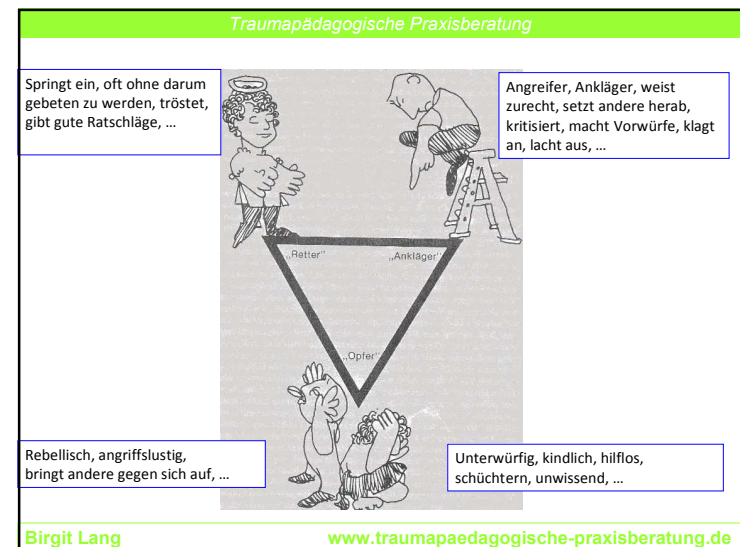 Traumapädagogische Praxisberatung
Springt ein, oft ohne darum
gebeten zu werden, tröstet,
gibt gute Ratschläge, …
Angreifer, Ankläger, weist
zurecht, setzt andere herab,
kritisiert, macht Vorwürfe, klagt
an, lacht aus, …
„Retter"
„Ankläger"
„Opfer"
Rebellisch, angriffslustig,
bringt andere gegen sich auf, …
Unterwürfig, kindlich, hilflos,
schüchtern, unwissend, …
Birgit Lang
www.traumapaedagogische-praxisberatung.de